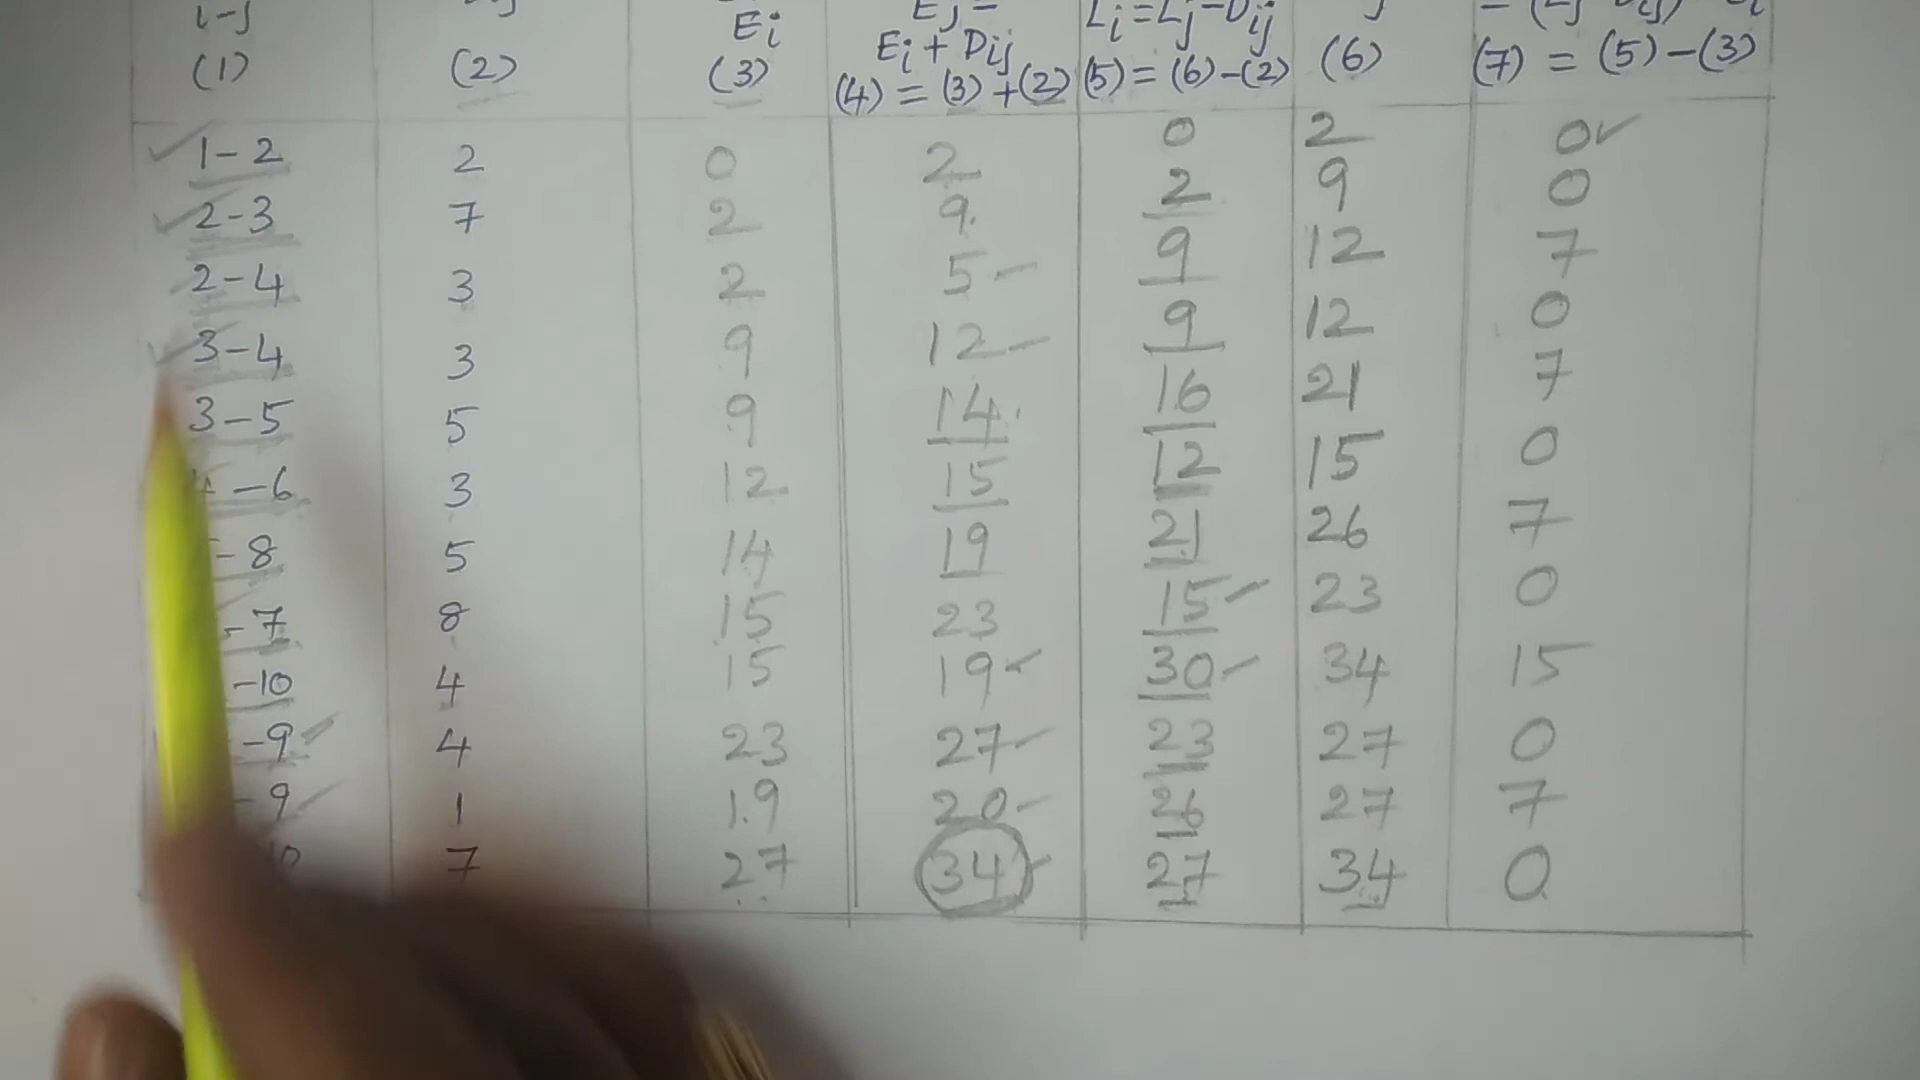 i-j Ei Ej = Li = Lj - Dij
Ei + Dij
(1) (2) (3) (4) = (3) + (2) (5) = (6) - (2) (6) (7) = (5) - (3)
1-2 2 0 2 0 2 0✓
2-3 7 2 9 2 9 0
2-4 3 2 5 9 12 7
3-4 3 9 12 9 12 0
3-5 5 9 14 16 21 7
-6 3 12 15 12 15 0
-8 5 14 19 21 26 7
-7 8 15 23 15 23 0
-10 4 15 19 30 34 15
-9 4 23 27 23 27 0
-9 1 19 20 26 27 7
7 27 34 27 34 0